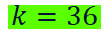 k = 36